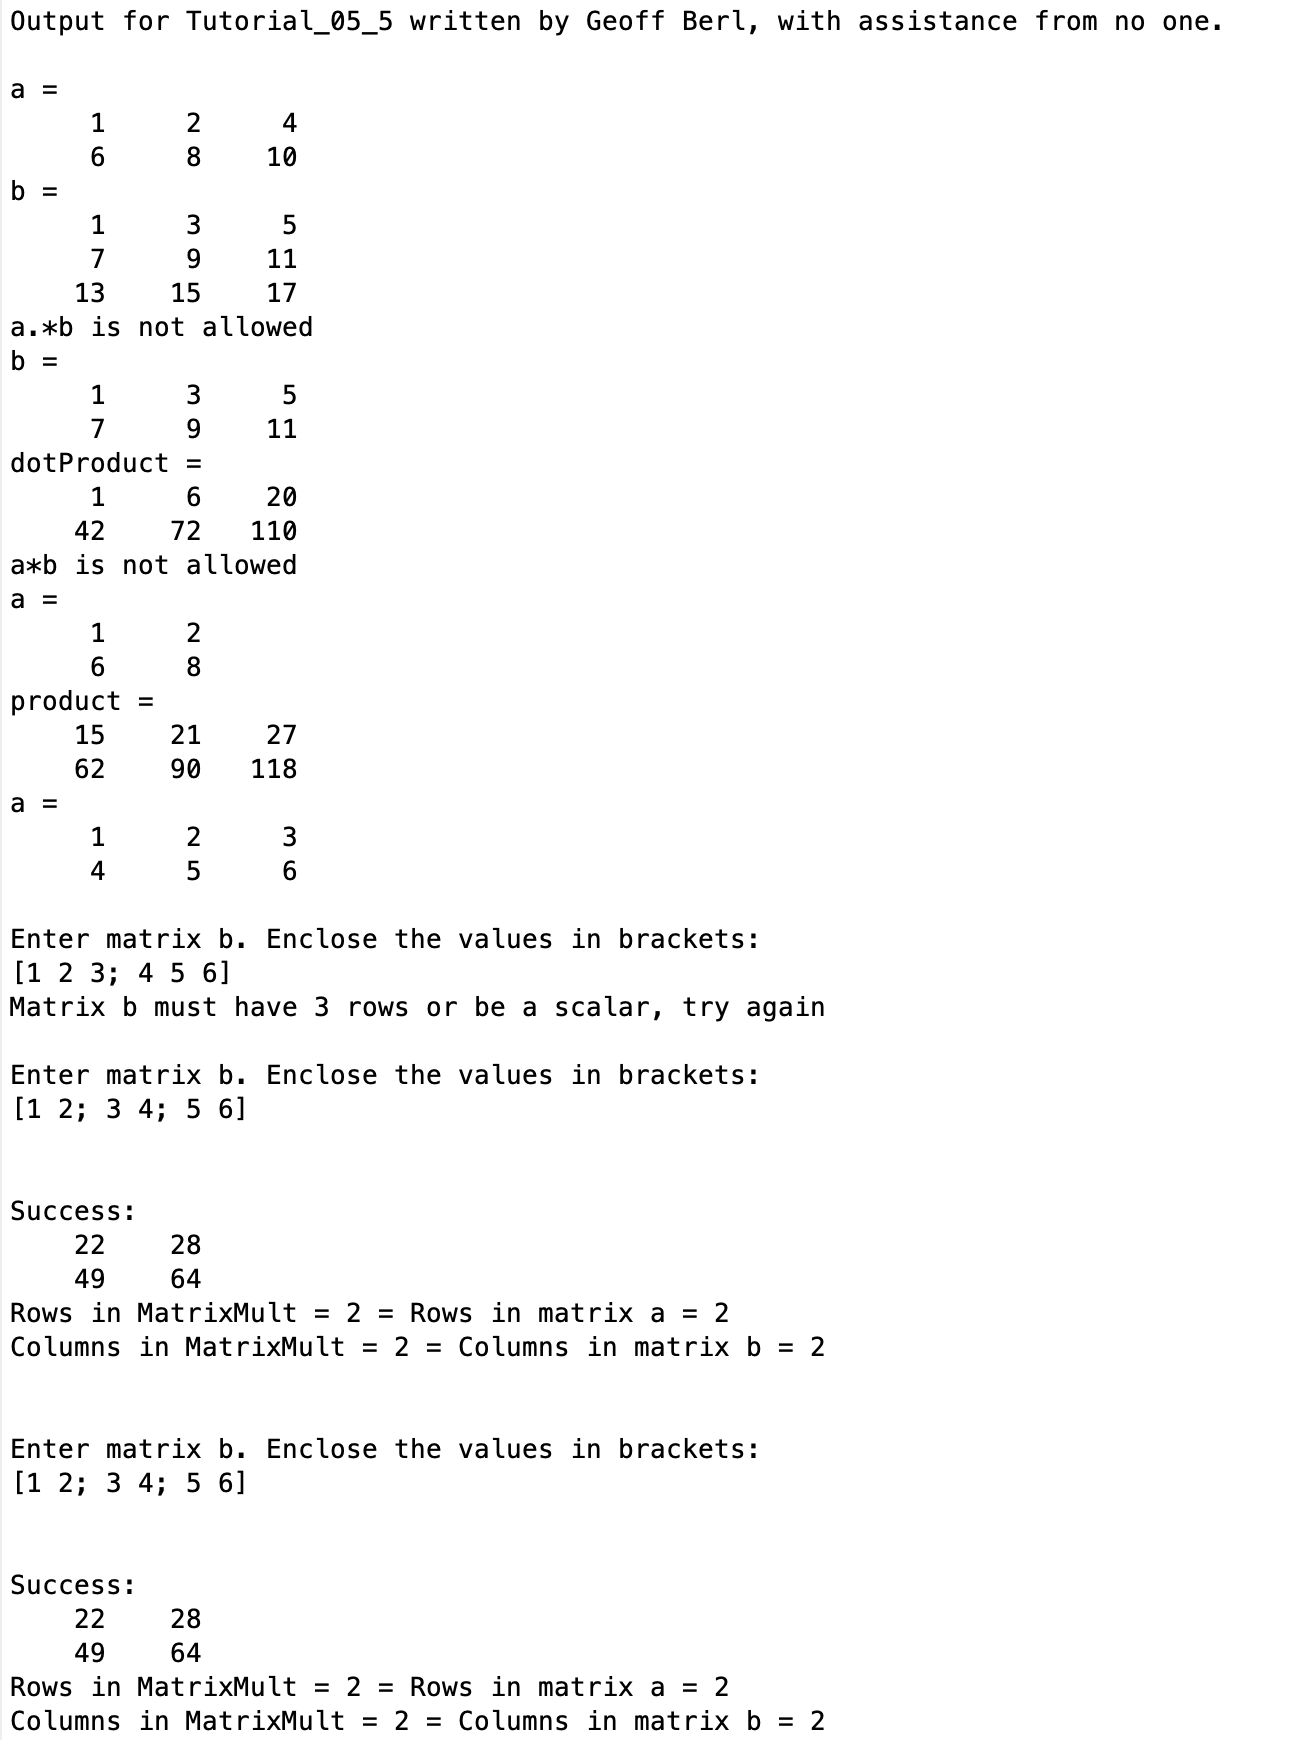 Output for Tutorial_05_5 written by Geoff Berl, with assistance from no one.
a =
1 2 4
6 8 10
b =
1 3 5
7 9 11
13 15 17
a.*b is not allowed
b =
1 3 5
7 9 11
dotProduct =
1 6 20
42 72 110
a*b is not allowed
a =
1 2
6 8
product =
15 21 27
62 90 118
a =
1 2 3
4 5 6
Enter matrix b. Enclose the values in brackets:
[1 2 3; 4 5 6]
Matrix b must have 3 rows or be a scalar, try again
Enter matrix b. Enclose the values in brackets:
[1 2; 3 4; 5 6]
Success:
22 28
49 64
Rows in MatrixMult = 2 = Rows in matrix a = 2
Columns in MatrixMult = 2 = Columns in matrix b = 2
Enter matrix b. Enclose the values in brackets:
[1 2; 3 4; 5 6]
Success:
22 28
49 64
Rows in MatrixMult = 2 = Rows in matrix a = 2
Columns in MatrixMult = 2 = Columns in matrix b = 2